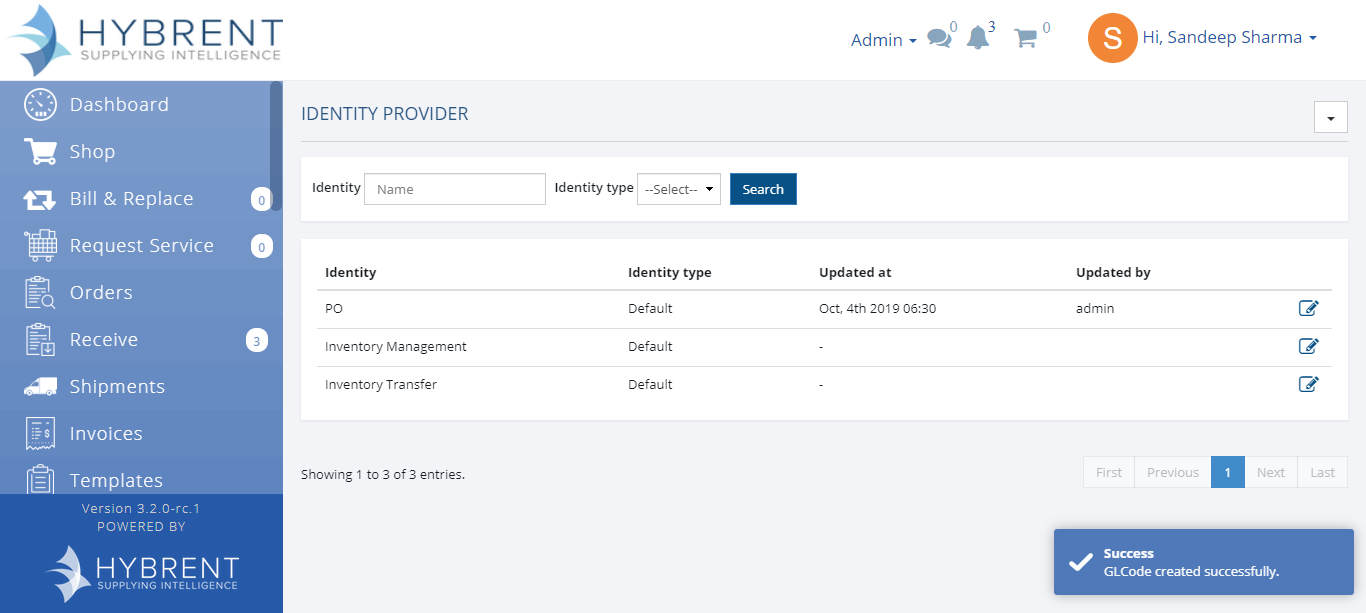 HYBRENT
SUPPLYING INTELLIGENCE
Admin
0
3
0
S
Hi, Sandeep Sharma
Dashboard
Shop
Bill & Replace 0
Request Service 0
Orders
Receive 3
Shipments
Invoices
Templates
Version 3.2.0-rc.1
POWERED BY
HYBRENT
SUPPLYING INTELLIGENCE
IDENTITY PROVIDER
Identity Name Identity type --Select-- Search
Identity Identity type Updated at Updated by
PO Default Oct, 4th 2019 06:30 admin
Inventory Management Default -
Inventory Transfer Default -
Showing 1 to 3 of 3 entries.
First Previous 1 Next Last
Success
GLCode created successfully.